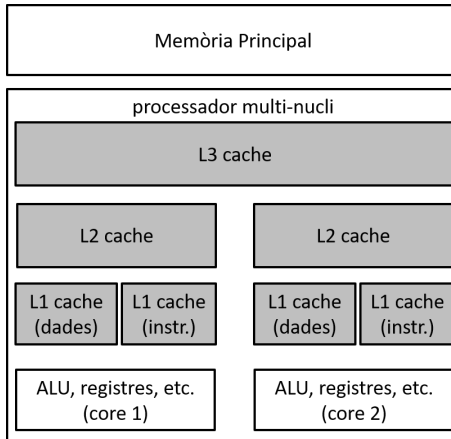 Memòria Principal
processador multi-nucli
L3 cache
L2 cache
L2 cache
L1 cache
(dades)
L1 cache
(instr.)
L1 cache
(dades)
L1 cache
(instr.)
ALU, registres, etc.
(core 1)
ALU, registres, etc.
(core 2)